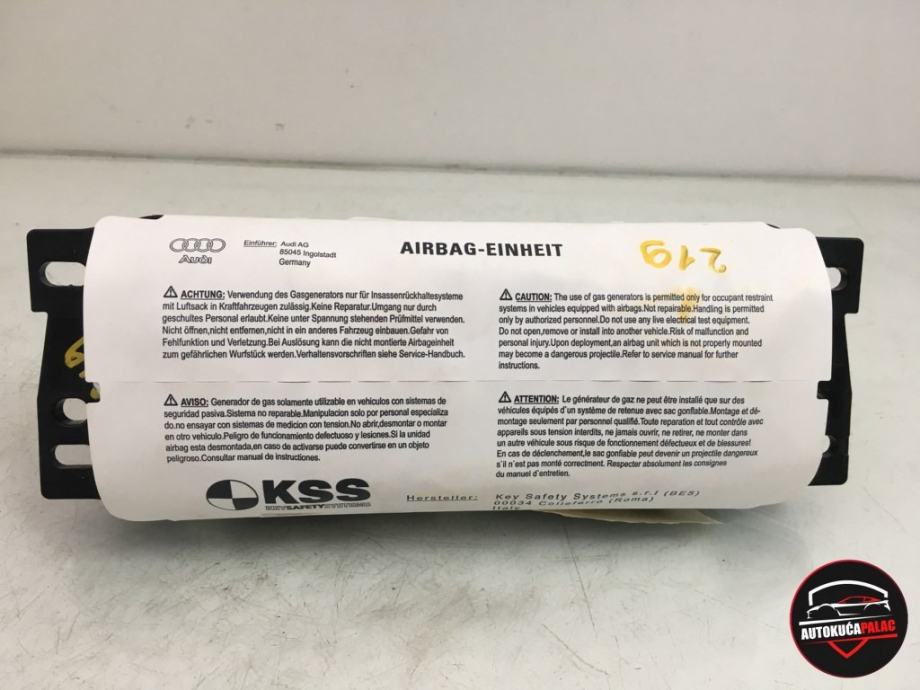 Audi
Einführer: Audi AG
85045 Ingolstadt
Germany
AIRBAG-EINHEIT
219
ACHTUNG: Verwendung des Gasgenerators nur für Insassenrückhaltesysteme
mit Luftsack in Kraftfahrzeugen zulässig.Keine Reparatur.Umgang nur durch
geschultes Personal erlaubt.Keine unter Spannung stehenden Prüfmittel verwenden.
Nicht öffnen,nicht entfernen,nicht in ein anderes Fahrzeug einbauen.Gefahr von
Fehlfunktion und Verletzung.Bei Auslösung kann die nicht montierte Airbageinheit
zum gefährlichen Wurfstück werden.Verhaltensvorschriften siehe Service-Handbuch.
CAUTION: The use of gas generators is permitted only for occupant restraint
systems in vehicles equipped with airbags.Not repairable.Handling is permitted
only by authorized personnel.Do not use any live electrical test equipment.
Do not open,remove or install into another vehicle.Risk of malfunction and
personal injury.Upon deployment,an airbag unit which is not properly mounted
may become a dangerous projectile.Refer to service manual for further
instructions.
AVISO: Generador de gas solamente utilizable en vehículos con sistemas de
seguridad pasiva.Sistema no reparable.Manipulacion solo por personal especializa
do.no ensayar con sistemas de medicion con tension.No abrir,desmontar o montar
en otro vehiculo.Peligro de funcionamiento defectuoso y lesiones.Si la unidad
airbag esta desmontada,en caso de activarse puede convertirse en un objeto
peligroso.Consultar manual de instrucciones.
ATTENTION: Le générateur de gaz ne peut être installé que sur des
véhicules équipés d'un système de retenue avec sac gonflable.Montage et dé-
montage seulement par personnel qualifié.Toute reparation et tout contrôle avec
appareils sous tension interdits, ne jamais ouvrir, ne retirer, ne monter dans
un autre véhicule sous risque de fonctionnement défectueux et de blessures!
En cas de déclenchement,le sac gonflable peut devenir un projectile dangereux
s'il n'est pas monté correctement. Respecter absolument les consignes
du manuel d'entretien.
KSS
KEY SAFETY SYSTEMS
Hersteller: Key Safety Systems s.r.l (BE5)
00034 Colleferro (Roma)
Italy
AUTOKUĆAPALAC